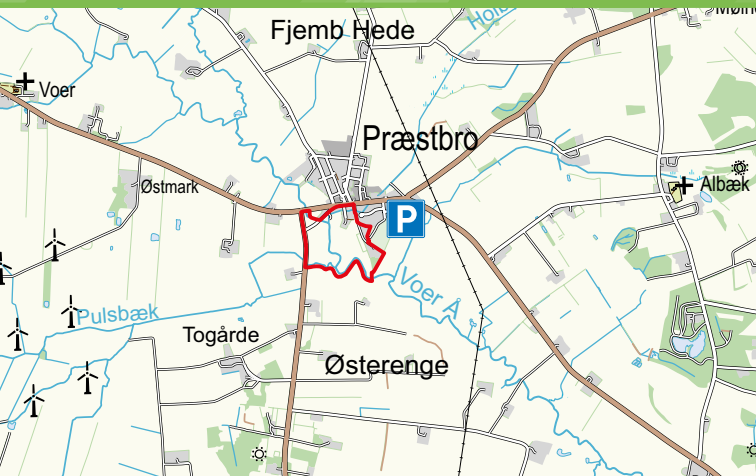 Fjemb Hede
Voer
Præstbro
Østmark
Albæk
P
Voer Å
Pulsbæk
Togårde
Østerenge